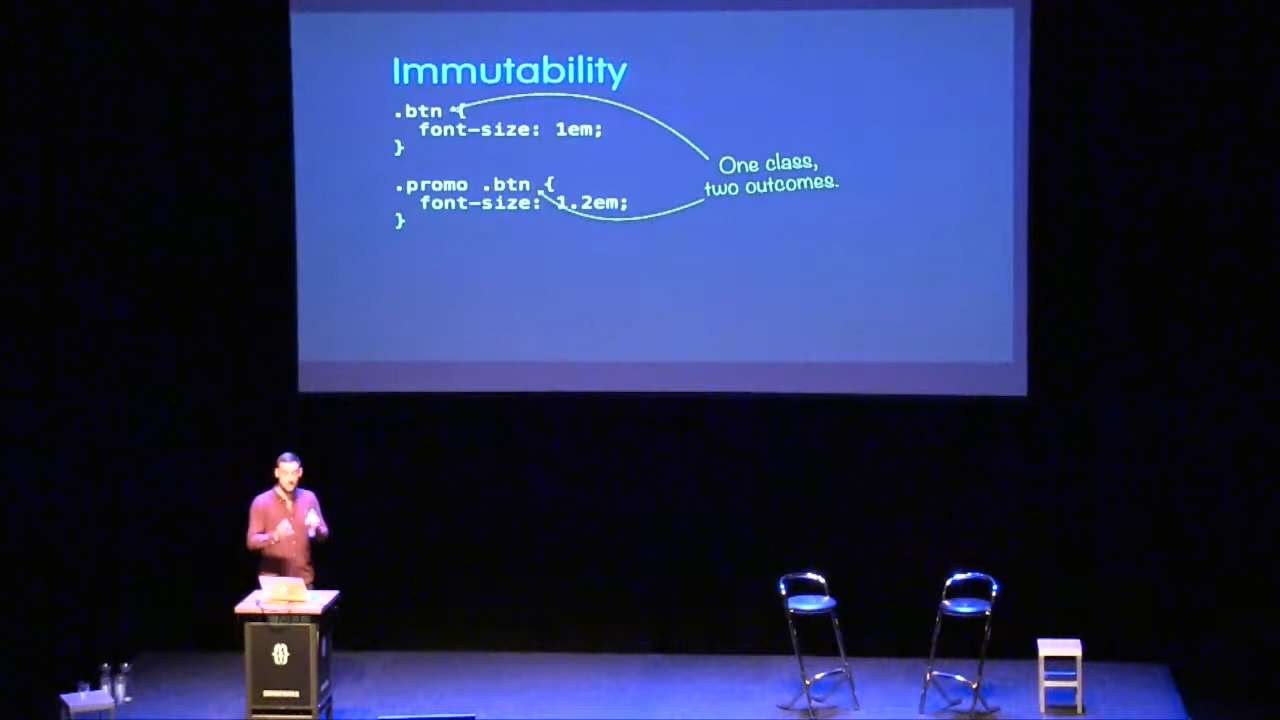 Immutability
.btn {
font-size: 1em;
}
.promo .btn {
font-size: 1.2em;
}
One class,
two outcomes.